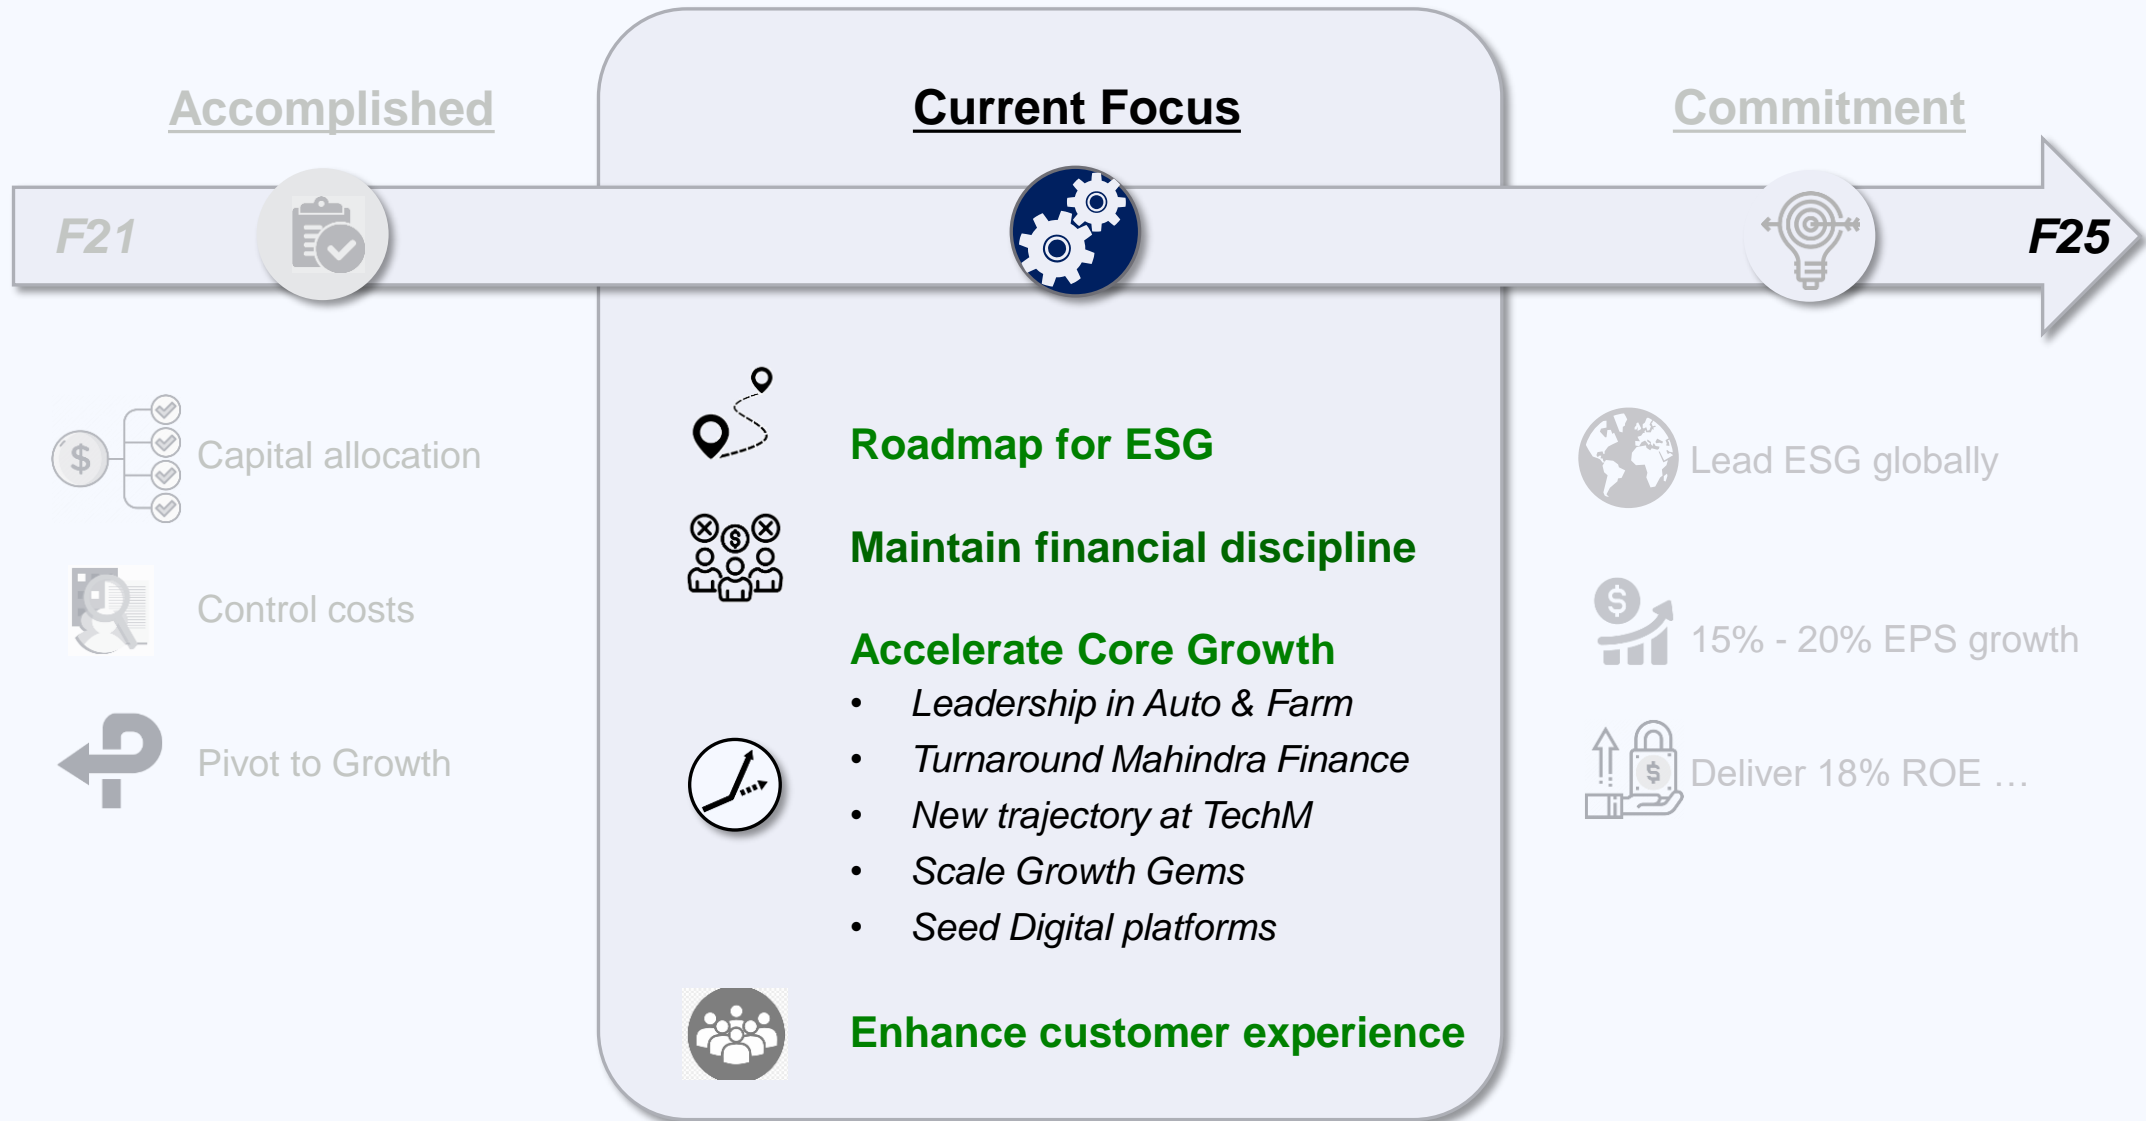 Accomplished
Current Focus
Commitment
F21
F25
Capital allocation
Control costs
Pivot to Growth
Roadmap for ESG
Maintain financial discipline
Accelerate Core Growth
• Leadership in Auto & Farm
• Turnaround Mahindra Finance
• New trajectory at TechM
• Scale Growth Gems
• Seed Digital platforms
Enhance customer experience
Lead ESG globally
15% - 20% EPS growth
Deliver 18% ROE …